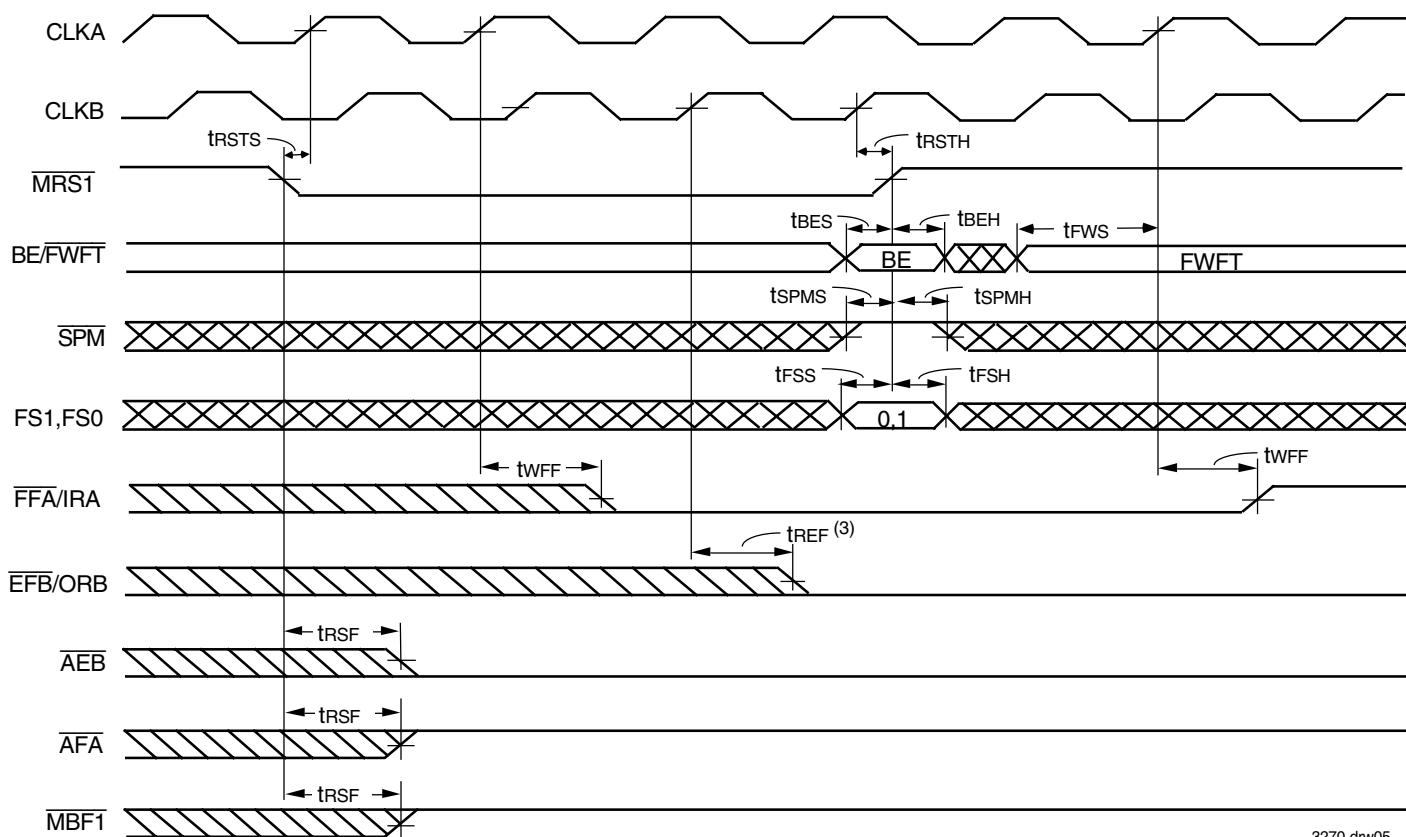 CLKA
CLKB
tRSTS
tRSTH
MRS1
tBES
tBEH
tFWS
BE/FWFT
BE
FWFT
tSPMS
tSPMH
SPM
tFSS
tFSH
FS1,FS0
0,1
tWFF
tWFF
FFA/IRA
tREF (3)
EFB/ORB
tRSF
AEB
tRSF
AFA
tRSF
MBF1
3270 drw05